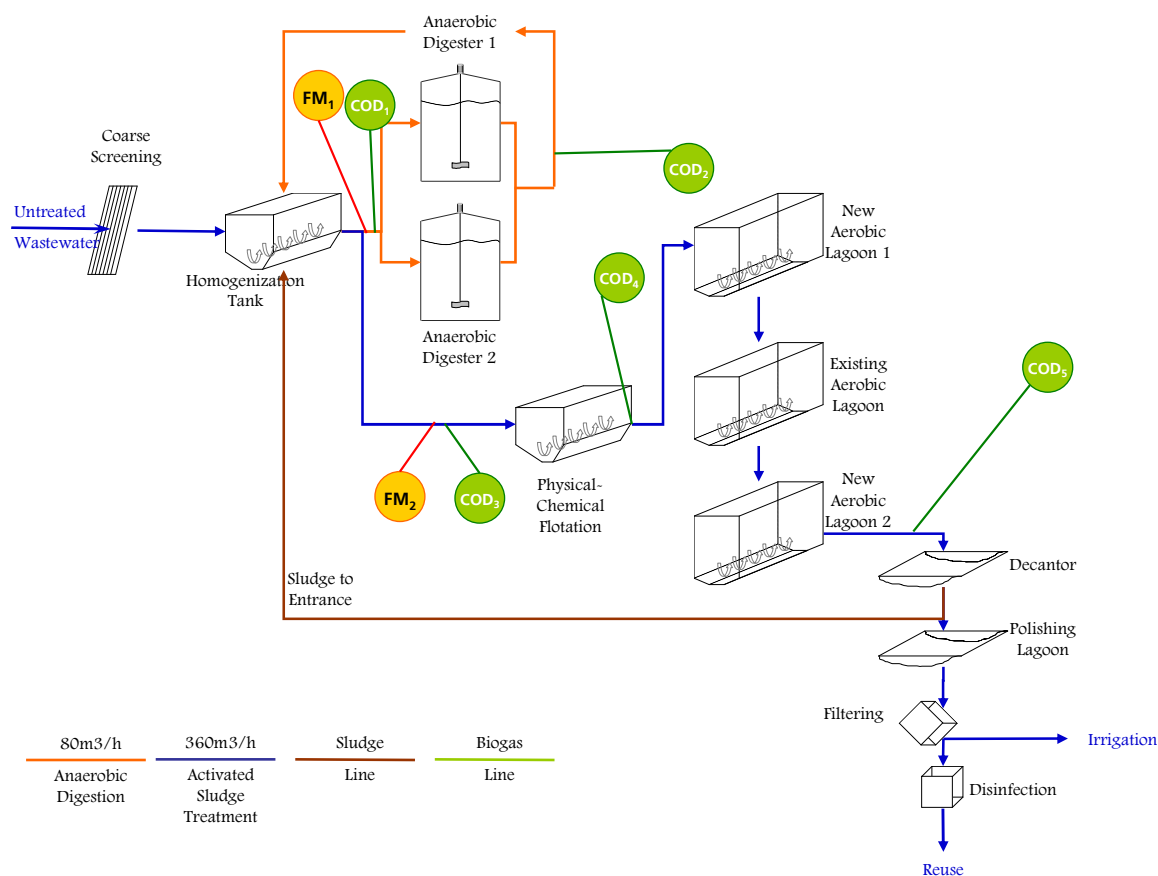 Anaerobic
Digester 1
FM1
COD1
Coarse
Screening
COD2
Untreated
Wastewater
New
Aerobic
Lagoon 1
Homogenization
Tank
COD4
Anaerobic
Digester 2
Existing
Aerobic
Lagoon
COD5
FM2
COD3
Physical-
Chemical
Flotation
New
Aerobic
Lagoon 2
Decantor
Sludge to
Entrance
Polishing
Lagoon
Filtering
Irrigation
Disinfection
Reuse
80m3/h
Anaerobic
Digestion
360m3/h
Activated
Sludge
Treatment
Sludge
Line
Biogas
Line